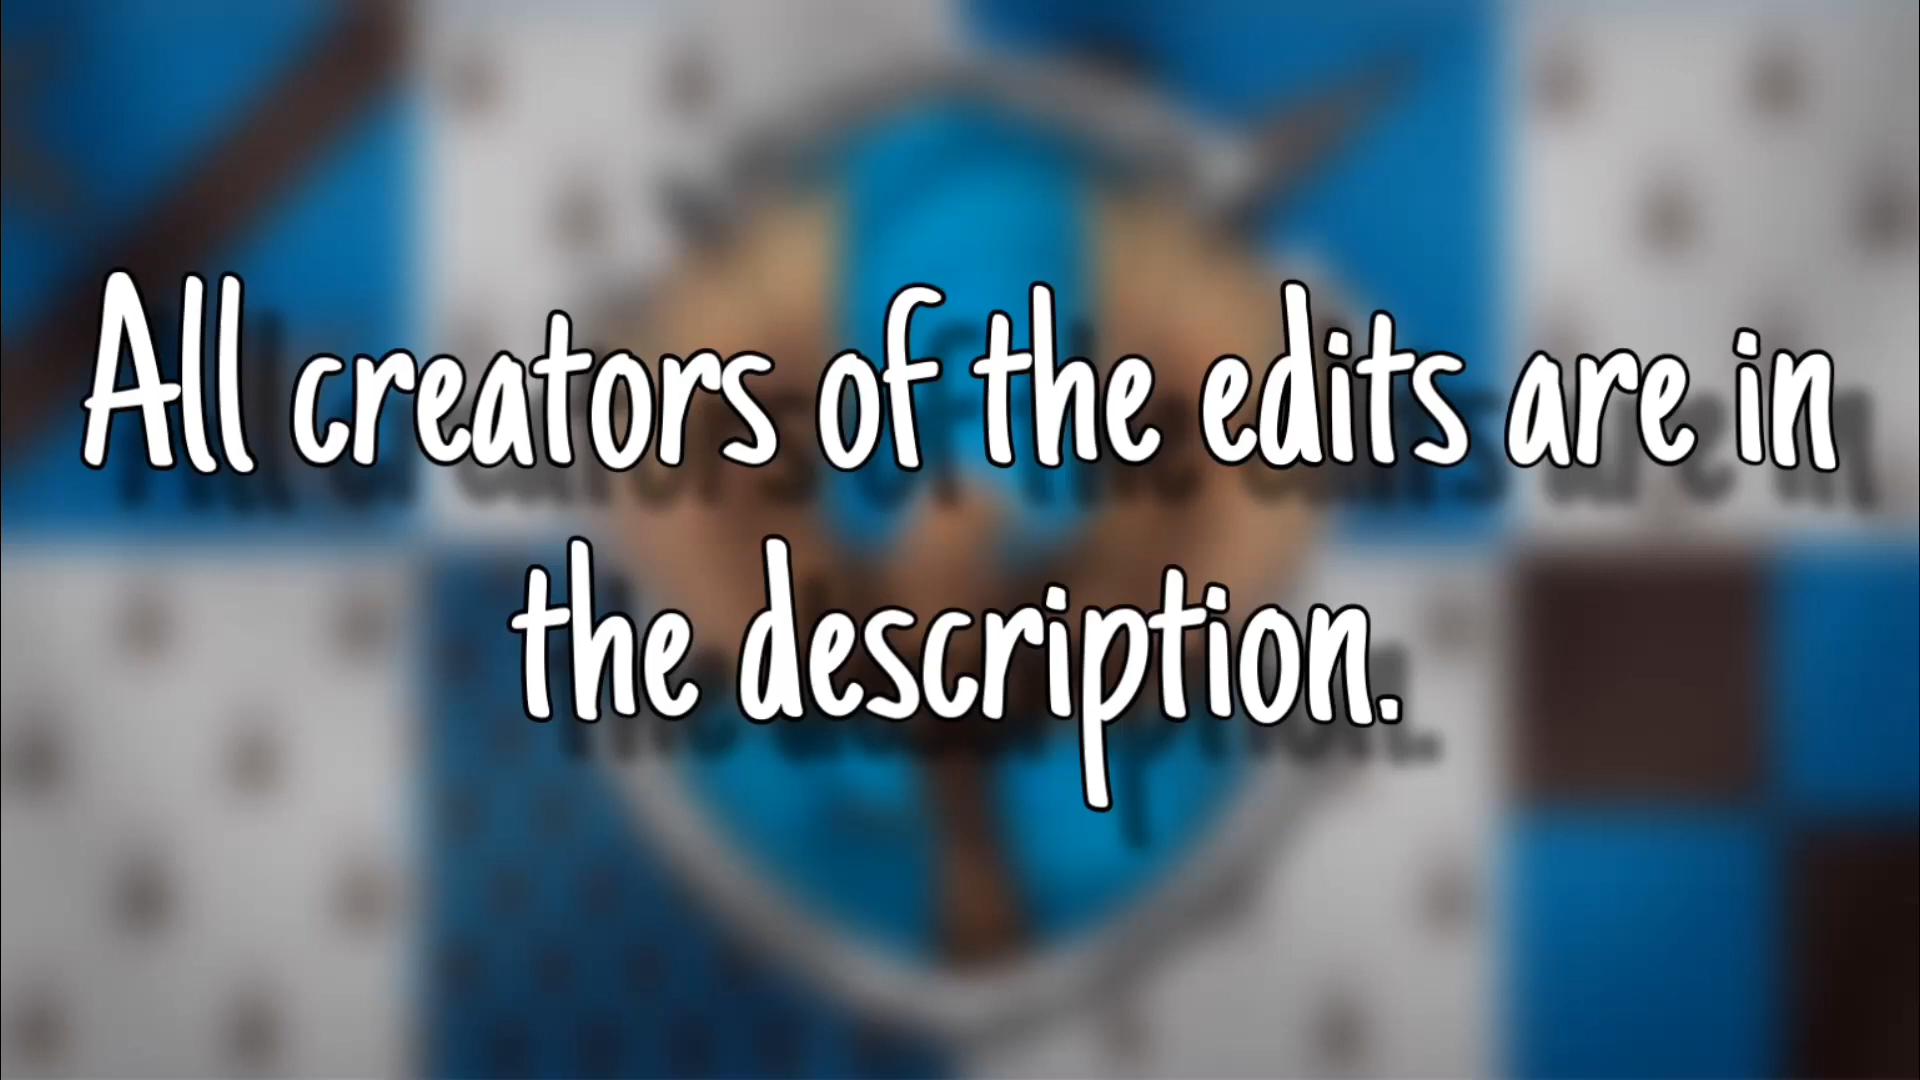 All creators of the edits are in
the description.